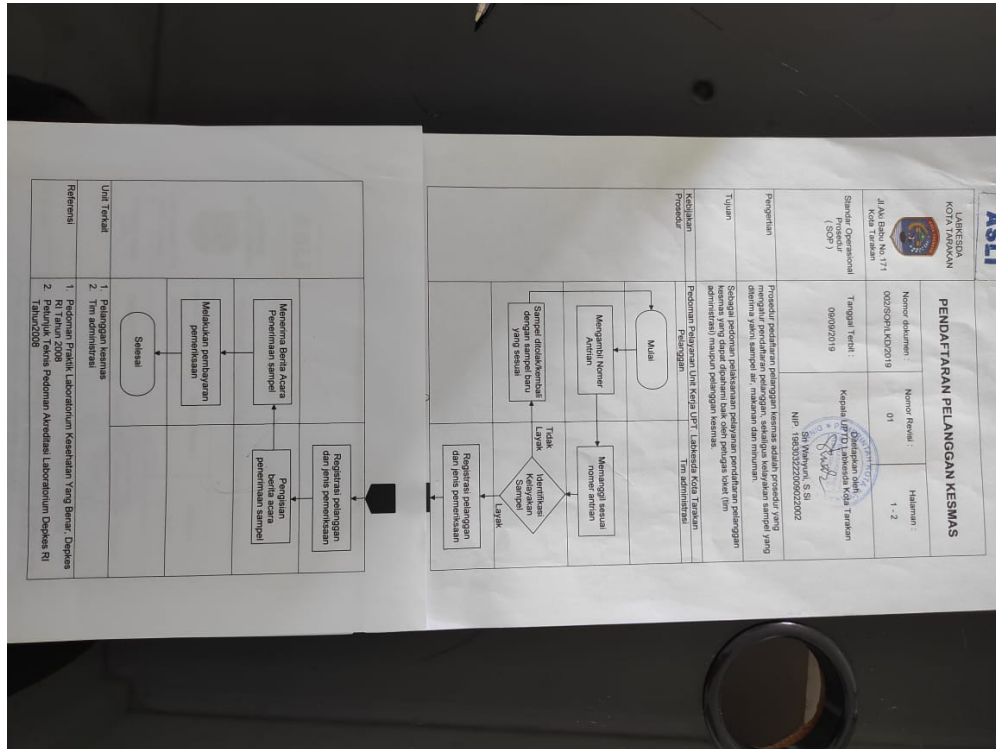 ASLI
LABKESDA
KOTA TARAKAN
Jl.Aki Babu No.171
Kota Tarakan
PENDAFTARAN PELANGGAN KESMAS
Nomor dokumen :
002/SOP/LKD/2019
Nomor Revisi :
01
Halaman :
1 - 2
Standar Operasional
Prosedur
( SOP )
Tanggal Terbit :
09/09/2019
Ditetapkan oleh :
Kepala UPTD Labkesda Kota Tarakan
Sri Wahyuni, S.Si
NIP. 198303222009022002
Pengertian
Prosedur pedaftaran pelanggan kesmas adalah prosedur yang
mengatur pendaftaran pelanggan, sekaligus kelayakan sampel yang
diterima yakni sampel air, makanan dan minuman.
Tujuan
Sebagai pedoman pelaksanaan pelayanan pendaftaran pelanggan
kesmas yang dapat dipahami baik oleh petugas loket (tim
administrasi) maupun pelanggan kesmas.
Kebijakan
Pedoman Pelayanan Unit Kerja UPT. Labkesda Kota Tarakan
Prosedur
Pelanggan
Tim administrasi
Mulai
Mengambil Nomer
Antrian
Memanggil sesuai
nomer antrian
Sampel ditolak/kembali
dengan sampel baru
yang sesuai
Tidak
Layak
Identifikasi
Kelayakan
Sampel
Layak
Registrasi pelanggan
dan jenis pemeriksaan
Registrasi pelanggan
dan jenis pemeriksaan
Menerima Berita Acara
Penerimaan sampel
Pengisian
berita acara
penerimaan sampel
Melakukan pembayaran
pemeriksaan
Selesai
Unit Terkait
1. Pelanggan kesmas
2. Tim administrasi
Referensi
1. Pedoman Praktik Laboratorium Kesehatan Yang Benar, Depkes
RI Tahun 2008
2. Petunjuk Teknis Pedoman Akreditasi Laboratorium Depkes RI
Tahun2008